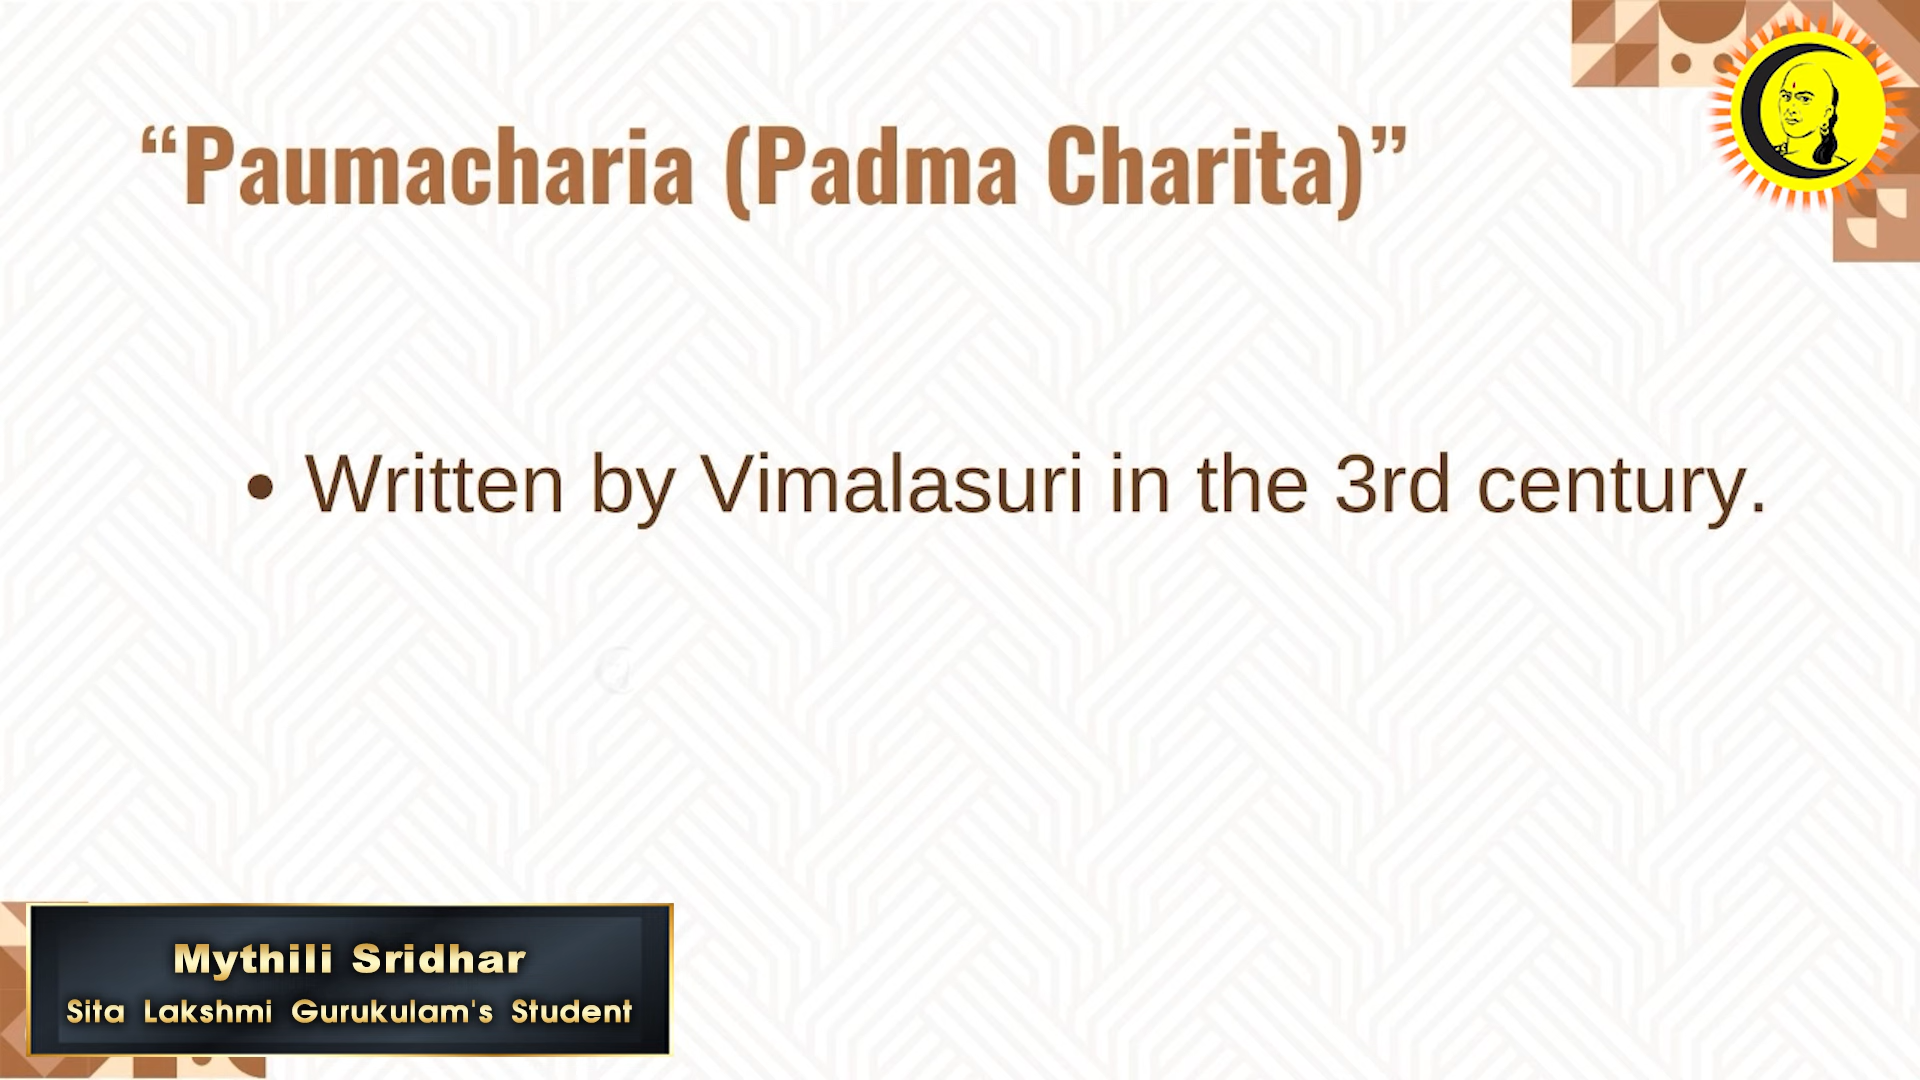 “Paumacharia (Padma Charita)”
• Written by Vimalasuri in the 3rd century.
Mythili Sridhar
Sita Lakshmi Gurukulam's Student